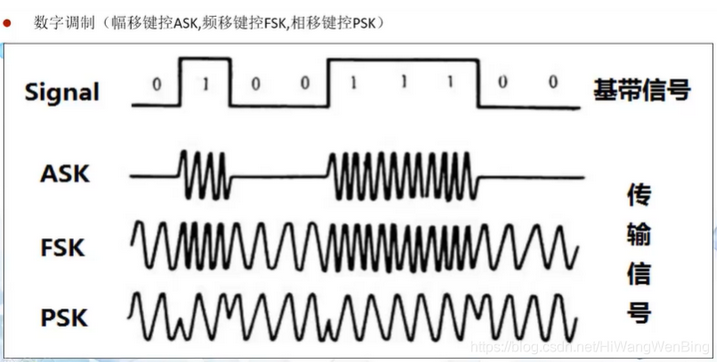 数字调制（幅移键控ASK,频移键控FSK,相移键控PSK）
Signal 0 1 0 0 1 1 1 0 0 基带信号
ASK
FSK
PSK
传输信号
https://blog.csdn.net/HiWangWenBing